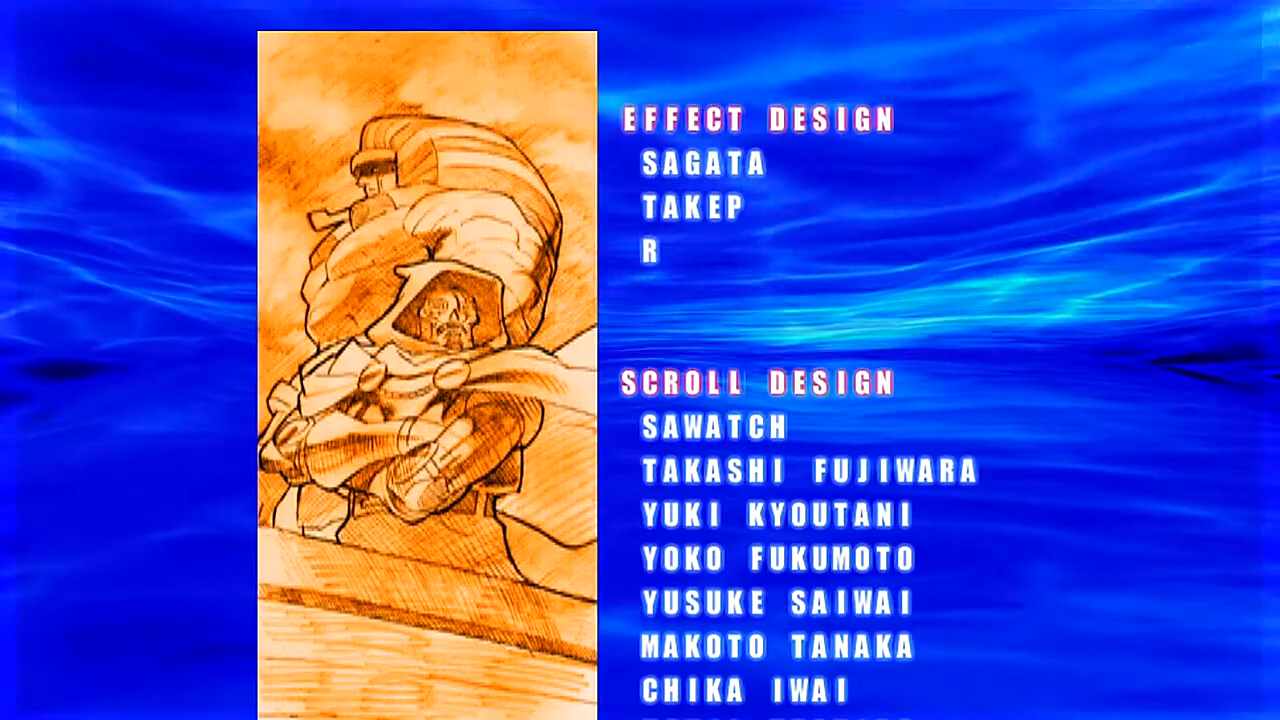 EFFECT DESIGN
SAGATA
TAKEP
R
SCROLL DESIGN
SAWATCH
TAKASHI FUJIWARA
YUKI KYOUTANI
YOKO FUKUMOTO
YUSUKE SAIWAI
MAKOTO TANAKA
CHIKA IWAI